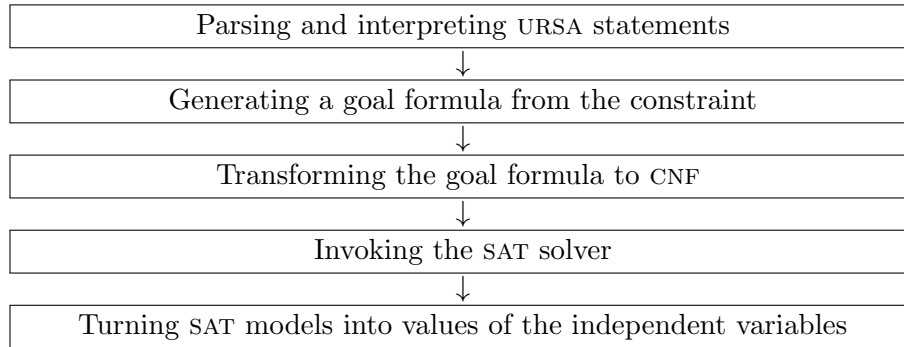 Parsing and interpreting URSA statements
↓
Generating a goal formula from the constraint
↓
Transforming the goal formula to CNF
↓
Invoking the SAT solver
↓
Turning SAT models into values of the independent variables